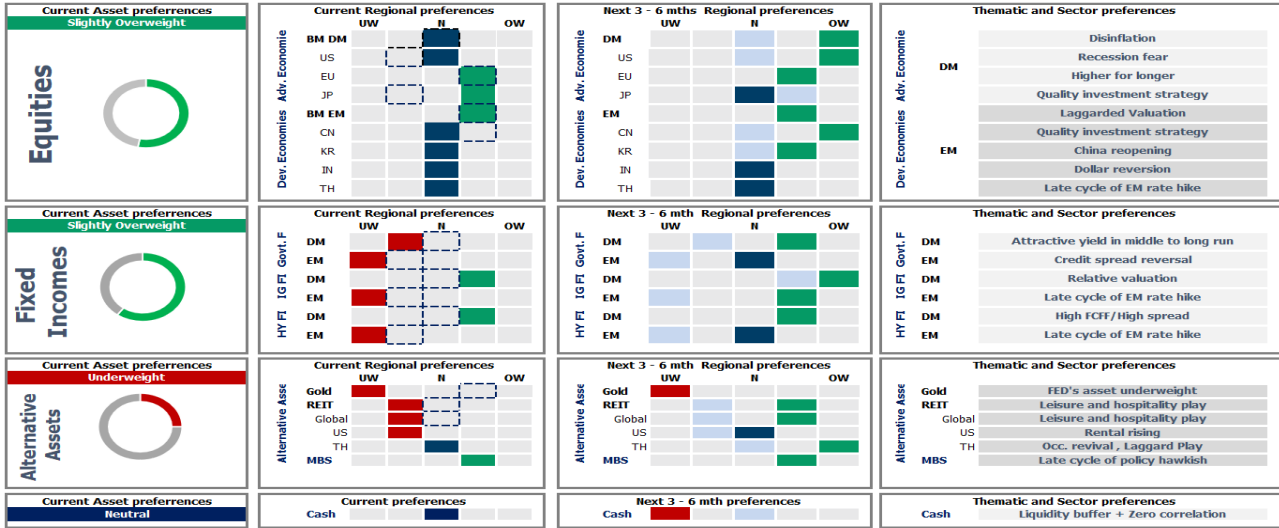 Current Asset preferrences
Slightly Overweight
Equities
Current Regional preferences
UW N OW
Adv. Economie
BM DM
US
EU
JP
Dev. Economies
BM EM
CN
KR
IN
TH
Next 3 - 6 mths Regional preferences
UW N OW
Adv. Economie
DM
US
EU
JP
Dev. Economies
EM
CN
KR
IN
TH
Thematic and Sector preferences
Adv. Economie
DM
Disinflation
Recession fear
Higher for longer
Quality investment strategy
Dev. Economies
EM
Laggarded Valuation
Quality investment strategy
China reopening
Dollar reversion
Late cycle of EM rate hike
Current Asset preferrences
Slightly Overweight
Fixed
Incomes
Current Regional preferences
UW N OW
Govt. F
DM
EM
IG FI
DM
EM
HY FI
DM
EM
Next 3 - 6 mth Regional preferences
UW N OW
Govt. F
DM
EM
IG FI
DM
EM
HY FI
DM
EM
Thematic and Sector preferences
Govt. F
DM Attractive yield in middle to long run
EM Credit spread reversal
IG FI
DM Relative valuation
EM Late cycle of EM rate hike
HY FI
DM High FCFF/High spread
EM Late cycle of EM rate hike
Current Asset preferrences
Underweight
Alternative
Assets
Current Regional preferences
UW N OW
Alternative Asse
Gold
REIT
Global
US
TH
MBS
Next 3 - 6 mth Regional preferences
UW N OW
Alternative Asse
Gold
REIT
Global
US
TH
MBS
Thematic and Sector preferences
Alternative Asse
Gold FED's asset underweight
REIT Leisure and hospitality play
Global Leisure and hospitality play
US Rental rising
TH Occ. revival , Laggard Play
MBS Late cycle of policy hawkish
Current Asset preferrences
Neutral
Current preferences
Cash
Next 3 - 6 mth preferences
Cash
Thematic and Sector preferences
Cash Liquidity buffer + Zero correlation